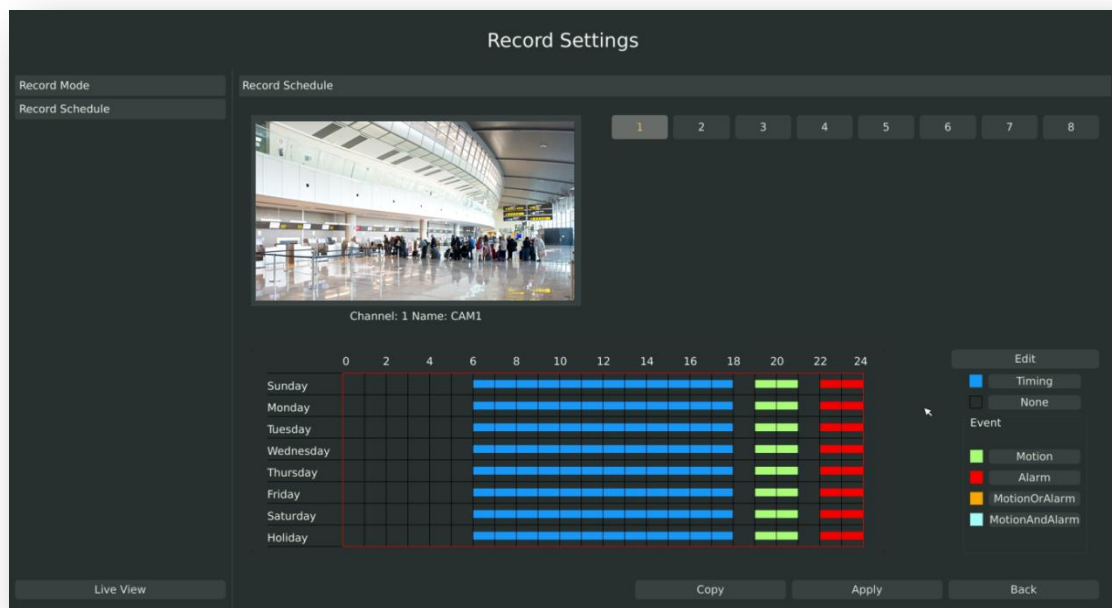 Record Settings
Record Mode
Record Schedule
Record Schedule
1 2 3 4 5 6 7 8
Channel: 1 Name: CAM1
0 2 4 6 8 10 12 14 16 18 20 22 24
Sunday
Monday
Tuesday
Wednesday
Thursday
Friday
Saturday
Holiday
Edit
Timing
None
Event
Motion
Alarm
MotionOrAlarm
MotionAndAlarm
Live View
Copy Apply Back